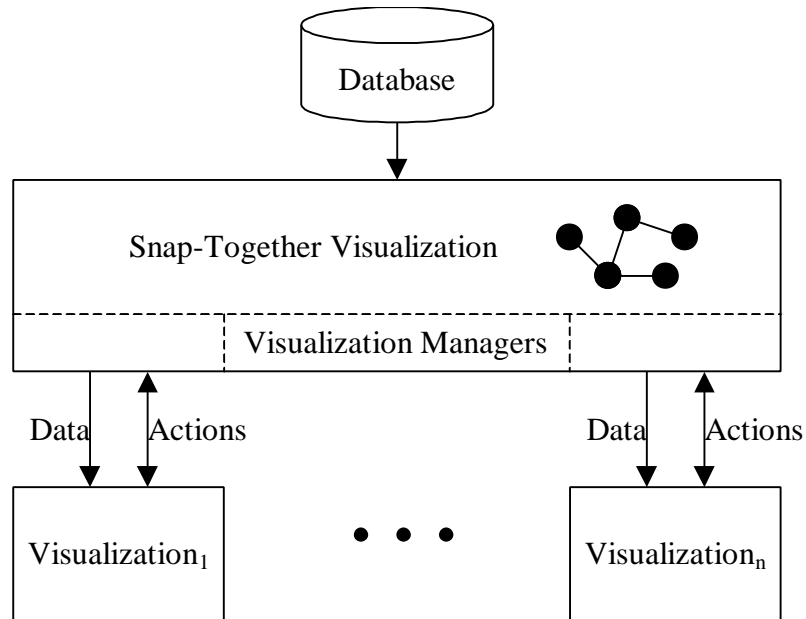 Database
Snap-Together Visualization
Visualization Managers
Data Actions Data Actions
Visualization₁ Visualizationₙ